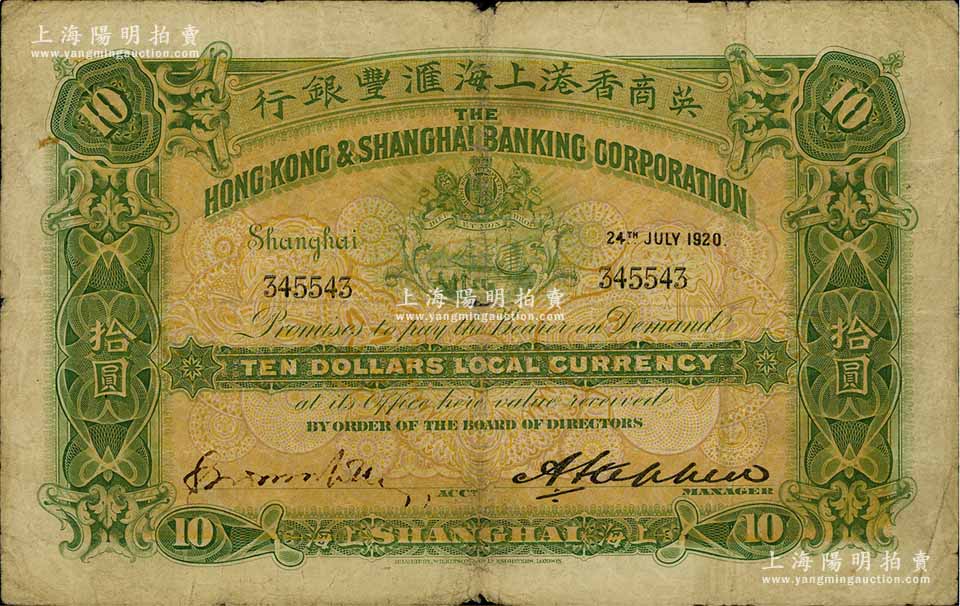 上海陽明拍賣
www.yangmingauction.com
10
10
行銀豐滙海上港香商英
THE
HONG KONG & SHANGHAI BANKING CORPORATION
Shanghai
24TH JULY 1920.
345543
345543
上海陽明拍賣
www.yangmingauction.com
Promises to pay the Bearer on Demand
拾圓
拾圓
TEN DOLLARS LOCAL CURRENCY
at its Office here value received
BY ORDER OF THE BOARD OF DIRECTORS
ACCT
MANAGER
10
SHANGHAI
10
上海陽明拍賣
www.yangmingauction.com